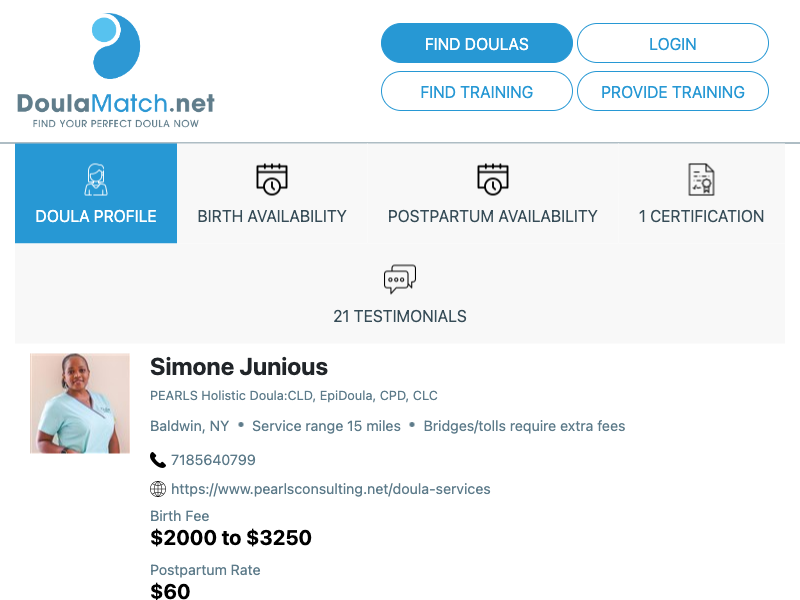 DoulaMatch.net
FIND YOUR PERFECT DOULA NOW
FIND DOULAS
LOGIN
FIND TRAINING
PROVIDE TRAINING
DOULA PROFILE
BIRTH AVAILABILITY
POSTPARTUM AVAILABILITY
1 CERTIFICATION
21 TESTIMONIALS
Simone Junious
PEARLS Holistic Doula:CLD, EpiDoula, CPD, CLC
Baldwin, NY • Service range 15 miles • Bridges/tolls require extra fees
7185640799
https://www.pearlsconsulting.net/doula-services
Birth Fee
$2000 to $3250
Postpartum Rate
$60